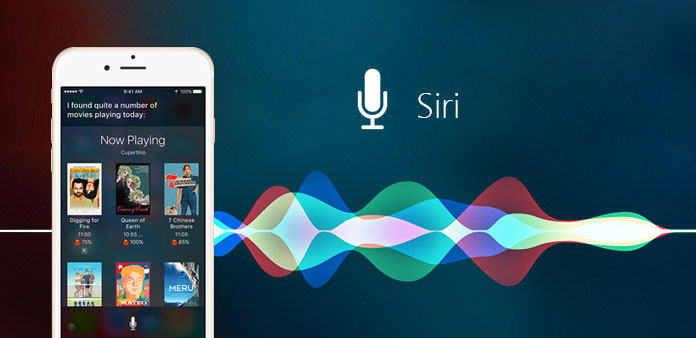 9:41 AM
100%
I found quite a number of
movies playing today:
Now Playing
Cupertino
Digging for
Fire
11:00
75%
R
Queen of
Earth
10:55 ...
100%
7 Chinese
Brothers
11:05
85%
MATEO
MERU
?
Siri